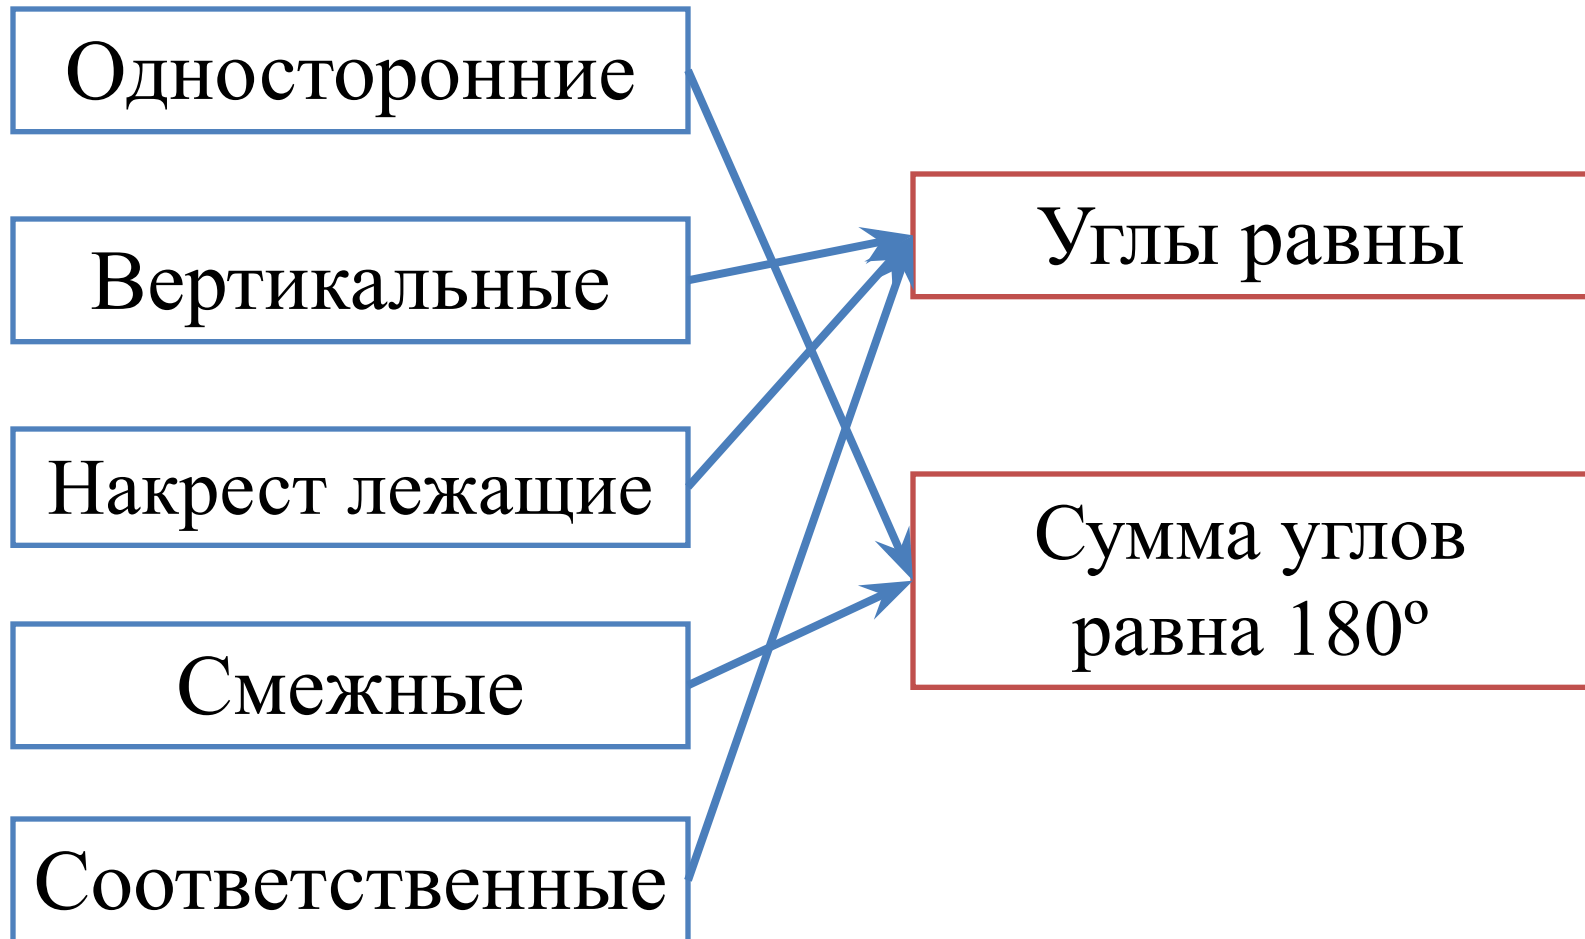 Односторонние
Вертикальные
Накрест лежащие
Смежные
Соответственные
Углы равны
Сумма углов
равна 180º